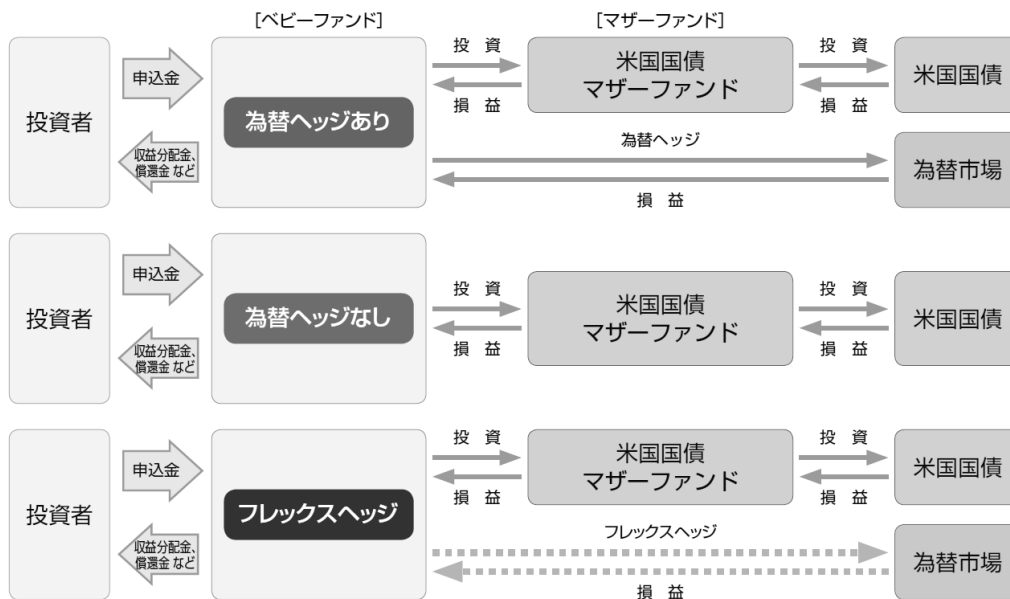 [ベビーファンド]
[マザーファンド]
投資者
申込金
収益分配金、
償還金 など
為替ヘッジあり
投 資
損 益
米国国債
マザーファンド
投 資
損 益
米国国債
為替ヘッジ
損 益
為替市場
投資者
申込金
収益分配金、
償還金 など
為替ヘッジなし
投 資
損 益
米国国債
マザーファンド
投 資
損 益
米国国債
投資者
申込金
収益分配金、
償還金 など
フレックスヘッジ
投 資
損 益
米国国債
マザーファンド
投 資
損 益
米国国債
フレックスヘッジ
損 益
為替市場